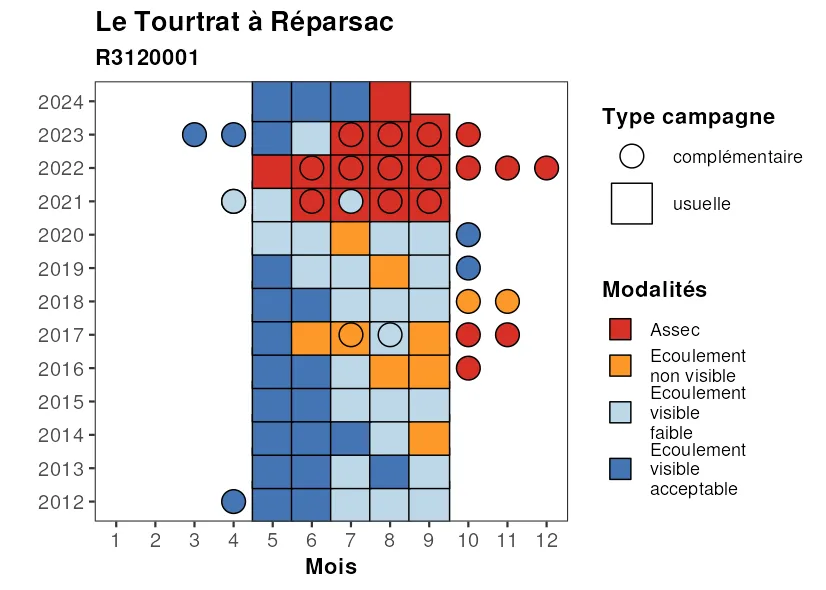 Le Tourtrat à Réparsac
R3120001
2024
2023
2022
2021
2020
2019
2018
2017
2016
2015
2014
2013
2012
1 2 3 4 5 6 7 8 9 10 11 12
Mois
Type campagne
complémentaire
usuelle
Modalités
Assec
Ecoulement
non visible
Ecoulement
visible
faible
Ecoulement
visible
acceptable